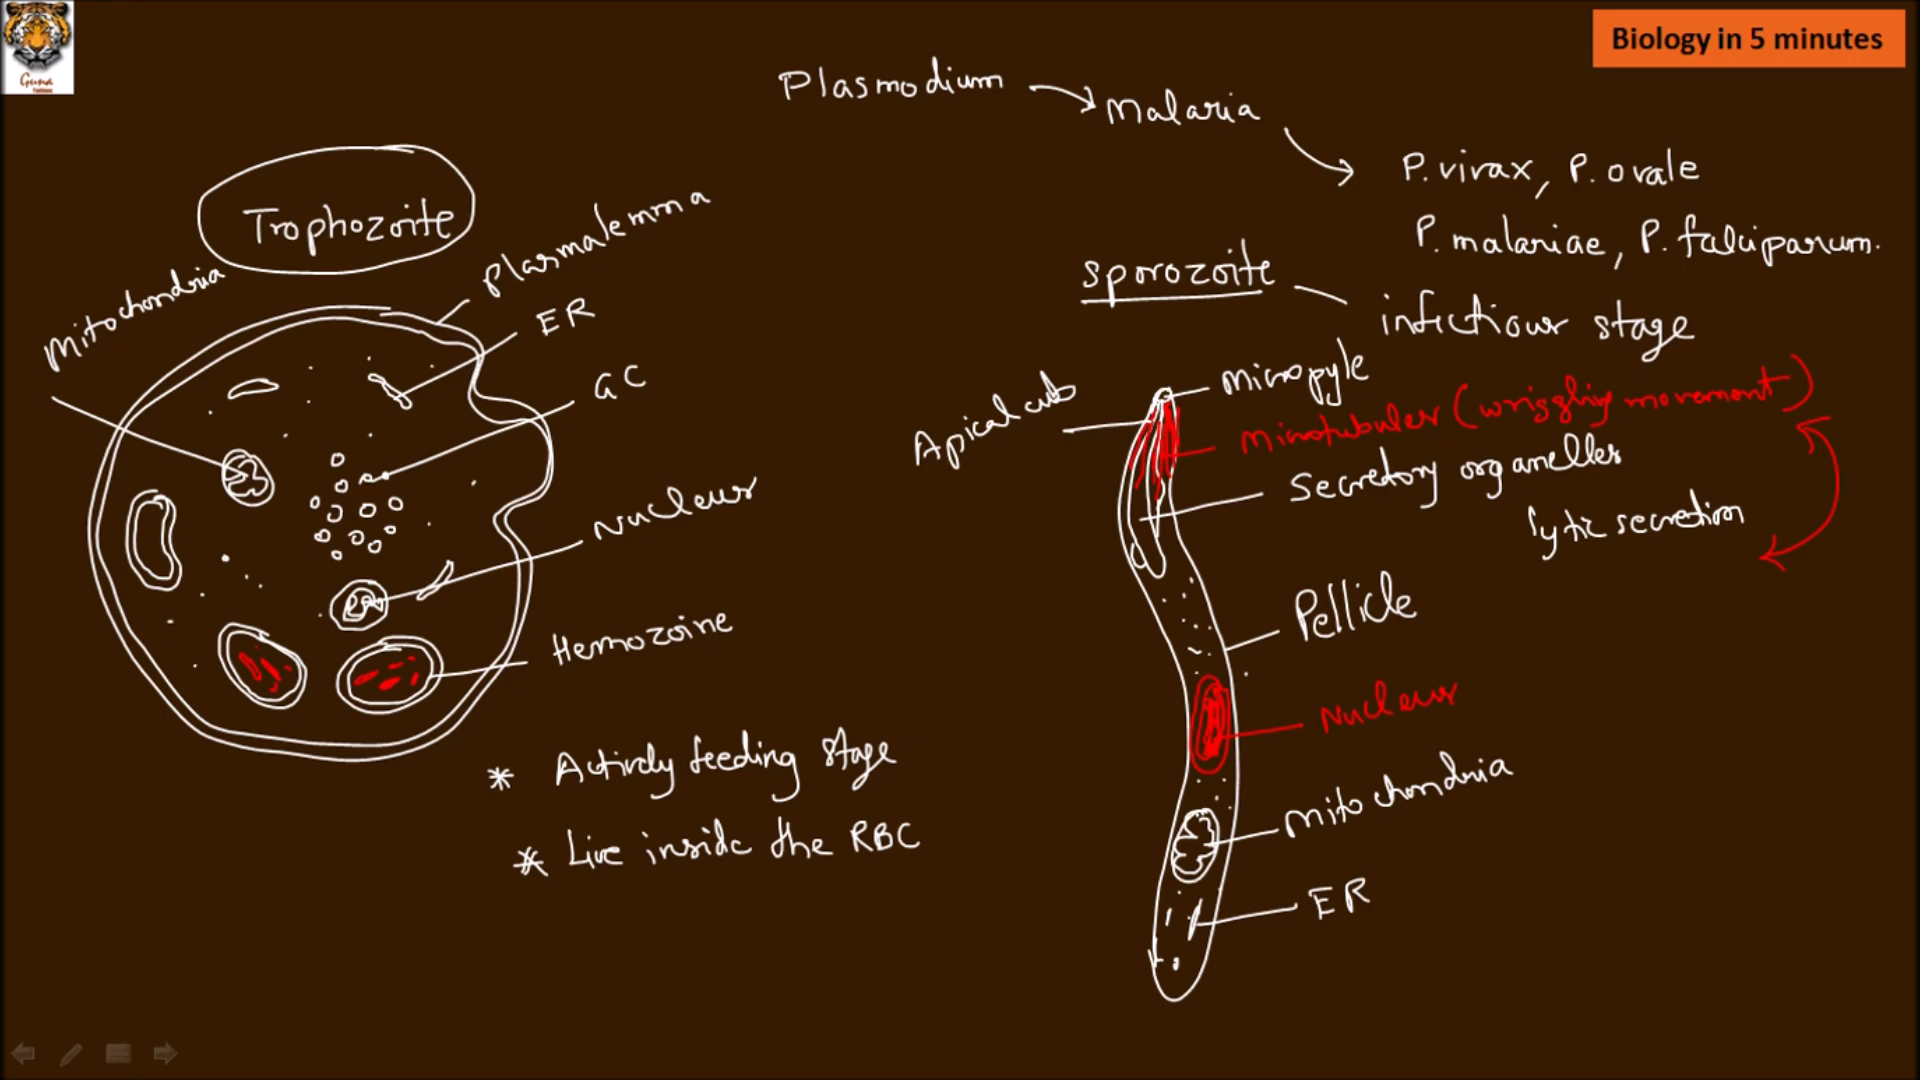 Biology in 5 minutes
Guna
Plasmodium
Malaria
P. virax, P. ovale
P. malariae, P. falciparum.
Trophozoite
Plasmalemma
Mitochondria
ER
GC
Nucleus
Hemozoine
* Actively feeding stage
* Live inside the RBC
Sporozoite
infectious stage
Micropyle
Apical cub
Microtubules (wriggling movement)
Secretory organelles
lytic secretion
Pellicle
Nucleus
Mitochondria
ER